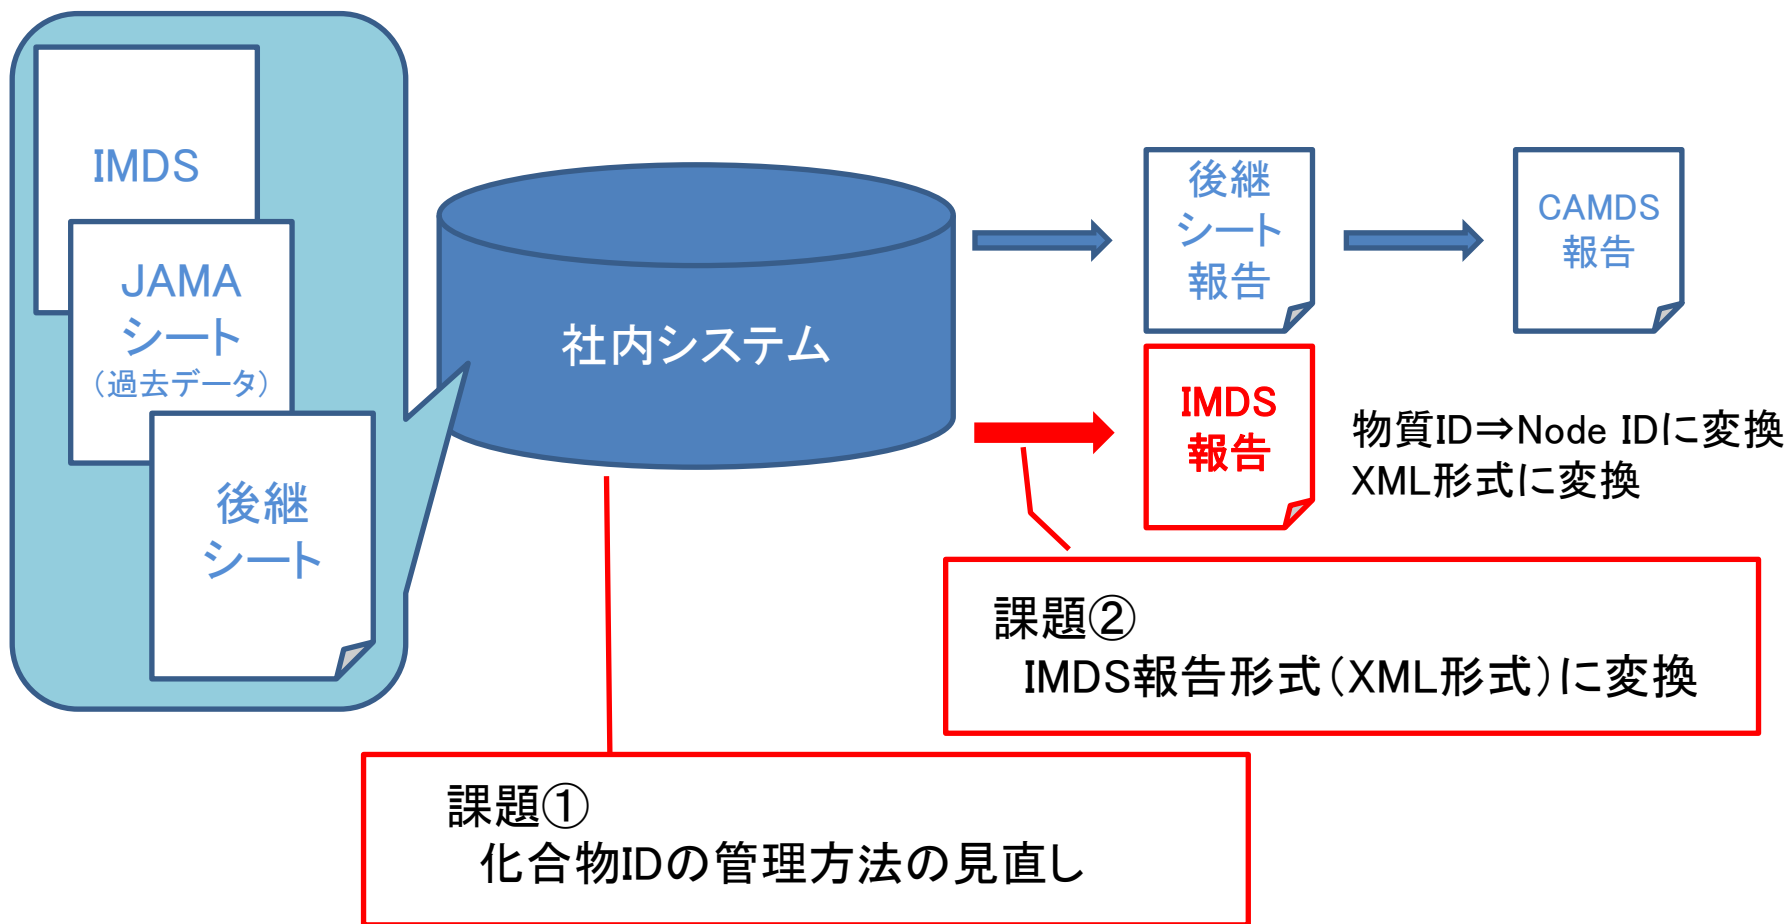 IMDS
JAMA
シート
（過去データ）
後継
シート
社内システム
後継
シート
報告
CAMDS
報告
IMDS
報告
物質ID⇒Node IDに変換
XML形式に変換
課題②
IMDS報告形式（XML形式）に変換
課題①
化合物IDの管理方法の見直し